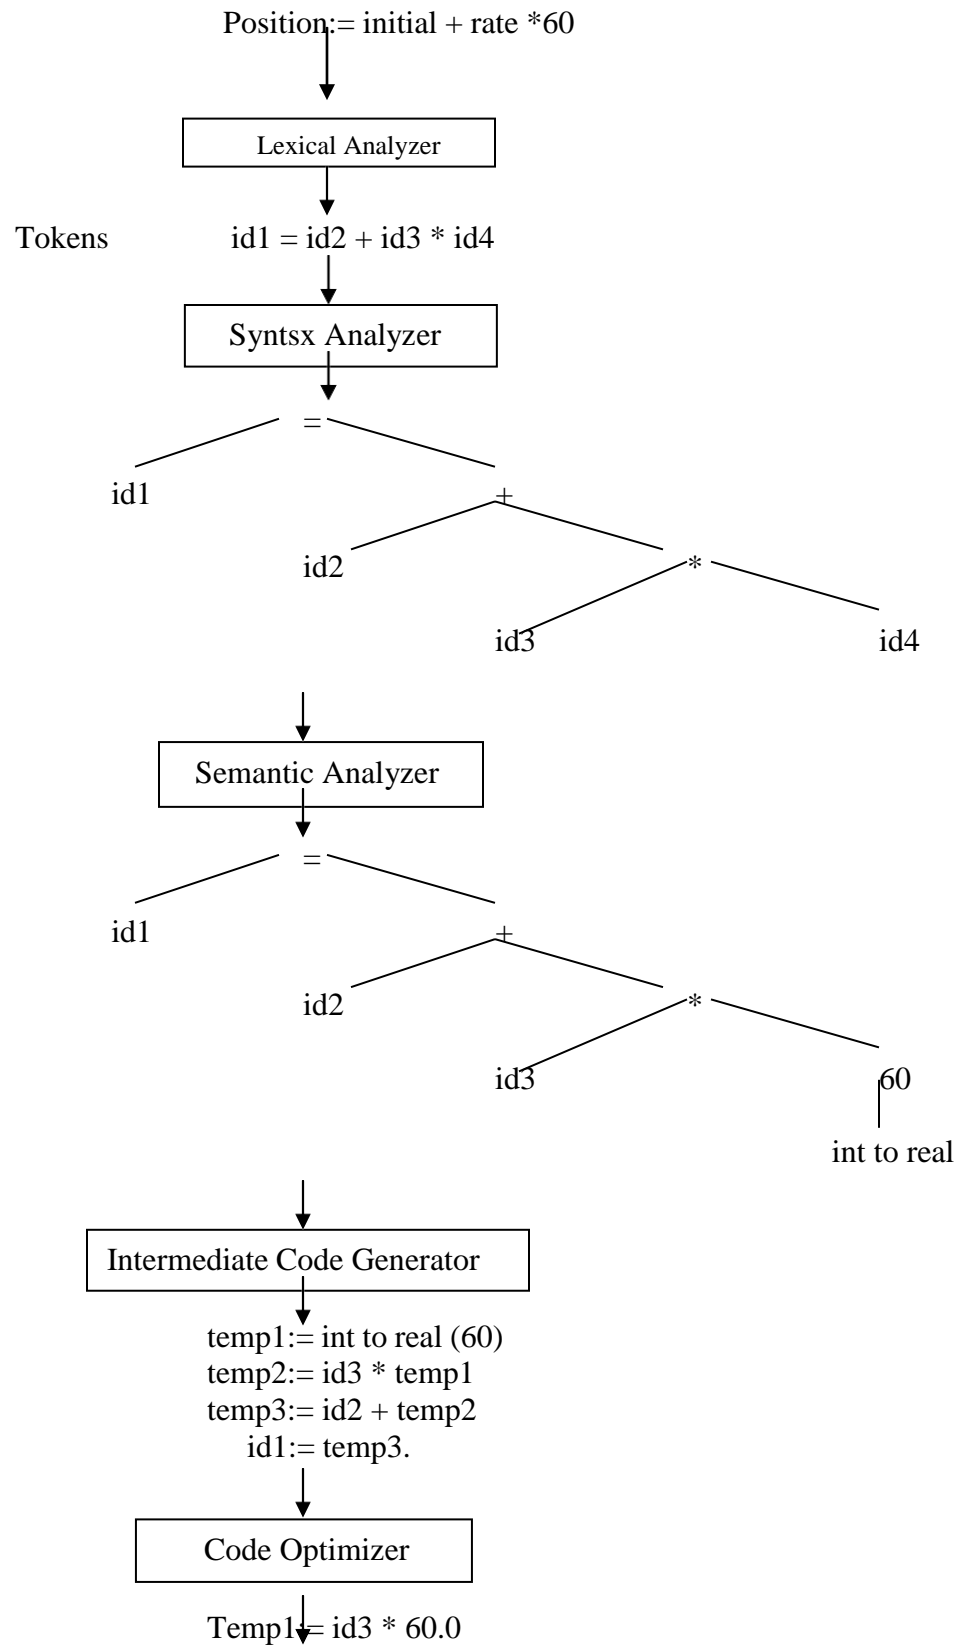 Position:= initial + rate *60
Lexical Analyzer
Tokens id1 = id2 + id3 * id4
Syntsx Analyzer
=
id1
+
id2
*
id3 id4
Semantic Analyzer
=
id1
+
id2
*
id3 60
int to real
Intermediate Code Generator
temp1:= int to real (60)
temp2:= id3 * temp1
temp3:= id2 + temp2
id1:= temp3.
Code Optimizer
Temp1:= id3 * 60.0